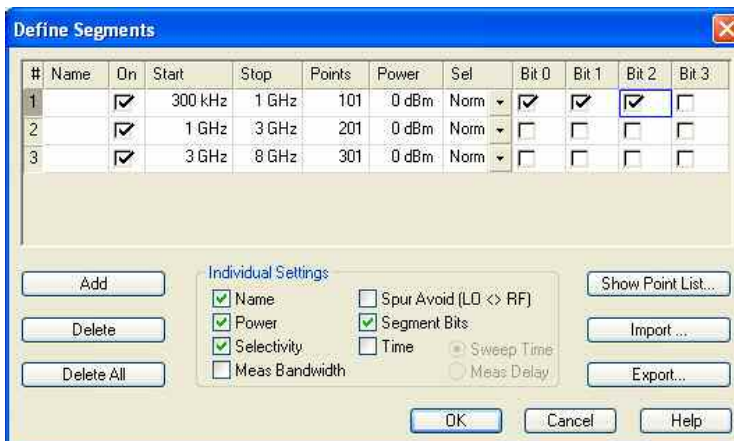 Define Segments
# Name On Start Stop Points Power Sel Bit 0 Bit 1 Bit 2 Bit 3
1 300 kHz 1 GHz 101 0 dBm Norm
2 1 GHz 3 GHz 201 0 dBm Norm
3 3 GHz 8 GHz 301 0 dBm Norm
Individual Settings
Add
Name
Spur Avoid (LO <> RF)
Show Point List...
Delete
Power
Segment Bits
Import ...
Selectivity
Time
Sweep Time
Delete All
Meas Bandwidth
Meas Delay
Export...
OK
Cancel
Help